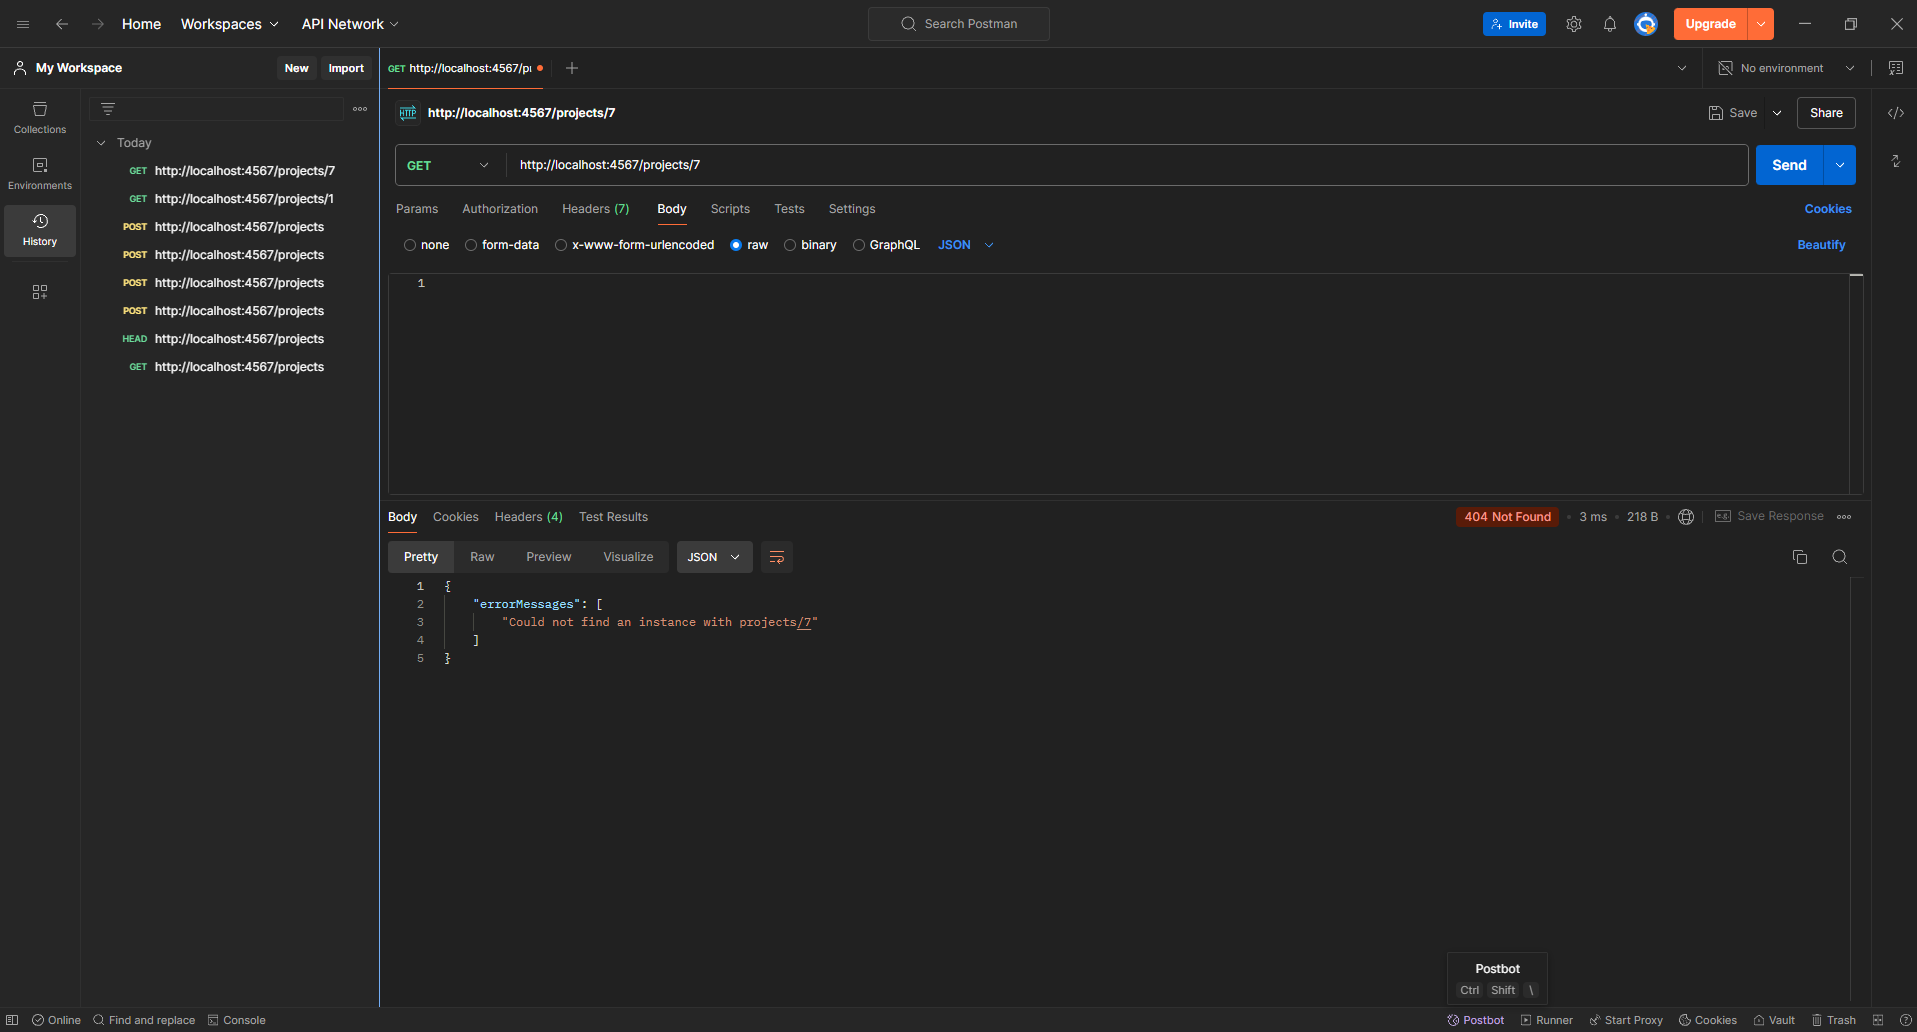 Home Workspaces API Network Search Postman Invite Upgrade
My Workspace New Import GET http://localhost:4567/p No environment
HTTP http://localhost:4567/projects/7 Save Share
Collections
Environments
History
Today
GET http://localhost:4567/projects/7
GET http://localhost:4567/projects/1
POST http://localhost:4567/projects
POST http://localhost:4567/projects
POST http://localhost:4567/projects
POST http://localhost:4567/projects
HEAD http://localhost:4567/projects
GET http://localhost:4567/projects
GET http://localhost:4567/projects/7 Send
Params Authorization Headers (7) Body Scripts Tests Settings Cookies
none form-data x-www-form-urlencoded raw binary GraphQL JSON Beautify
1
Body Cookies Headers (4) Test Results 404 Not Found • 3 ms • 218 B e.g. Save Response
Pretty Raw Preview Visualize JSON
1 {
2 "errorMessages": [
3 "Could not find an instance with projects/7"
4 ]
5 }
Postbot
Ctrl Shift \
Online Find and replace Console Postbot Runner Start Proxy Cookies Vault Trash